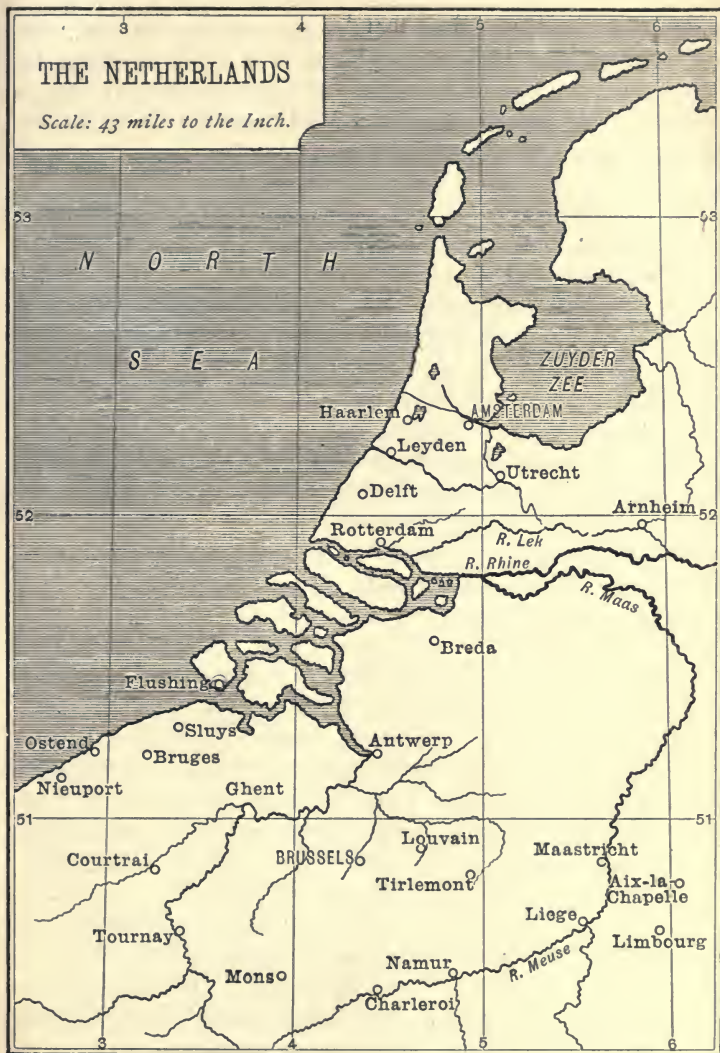 3
4
5
6
THE NETHERLANDS
Scale: 43 miles to the Inch.
53
53
NORTH
SEA
ZUYDER
ZEE
Haarlem
AMSTERDAM
Leyden
Utrecht
Delft
52
52
Arnheim
Rotterdam
R. Lek
R. Rhine
R. Maas
Breda
Flushing
Sluys
Ostend
Bruges
Antwerp
Nieuport
Ghent
51
51
Louvain
Courtrai
BRUSSELS
Maastricht
Tirlemont
Aix-la-
Chapelle
Liege
Tournay
Limbourg
Namur
R. Meuse
Mons
Charleroi
3
4
5
6